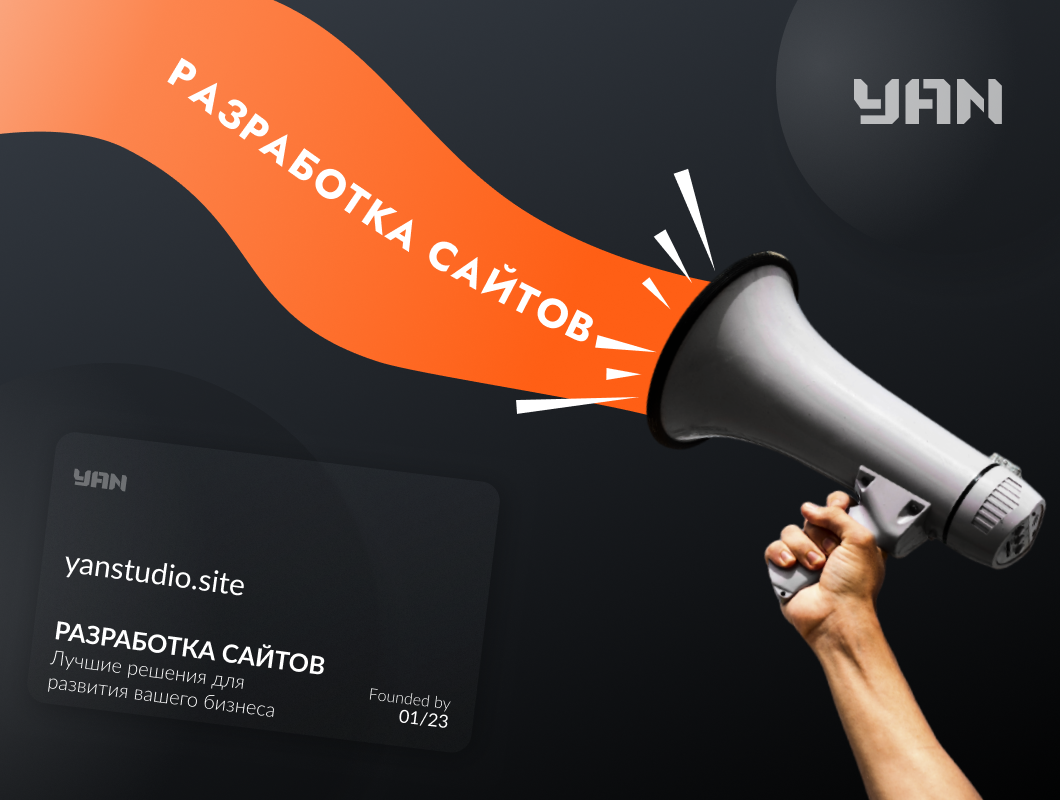 YAN
РАЗРАБОТКА САЙТОВ
YAN
yanstudio.site
РАЗРАБОТКА САЙТОВ
Лучшие решения для
развития вашего бизнеса
Founded by
01/23